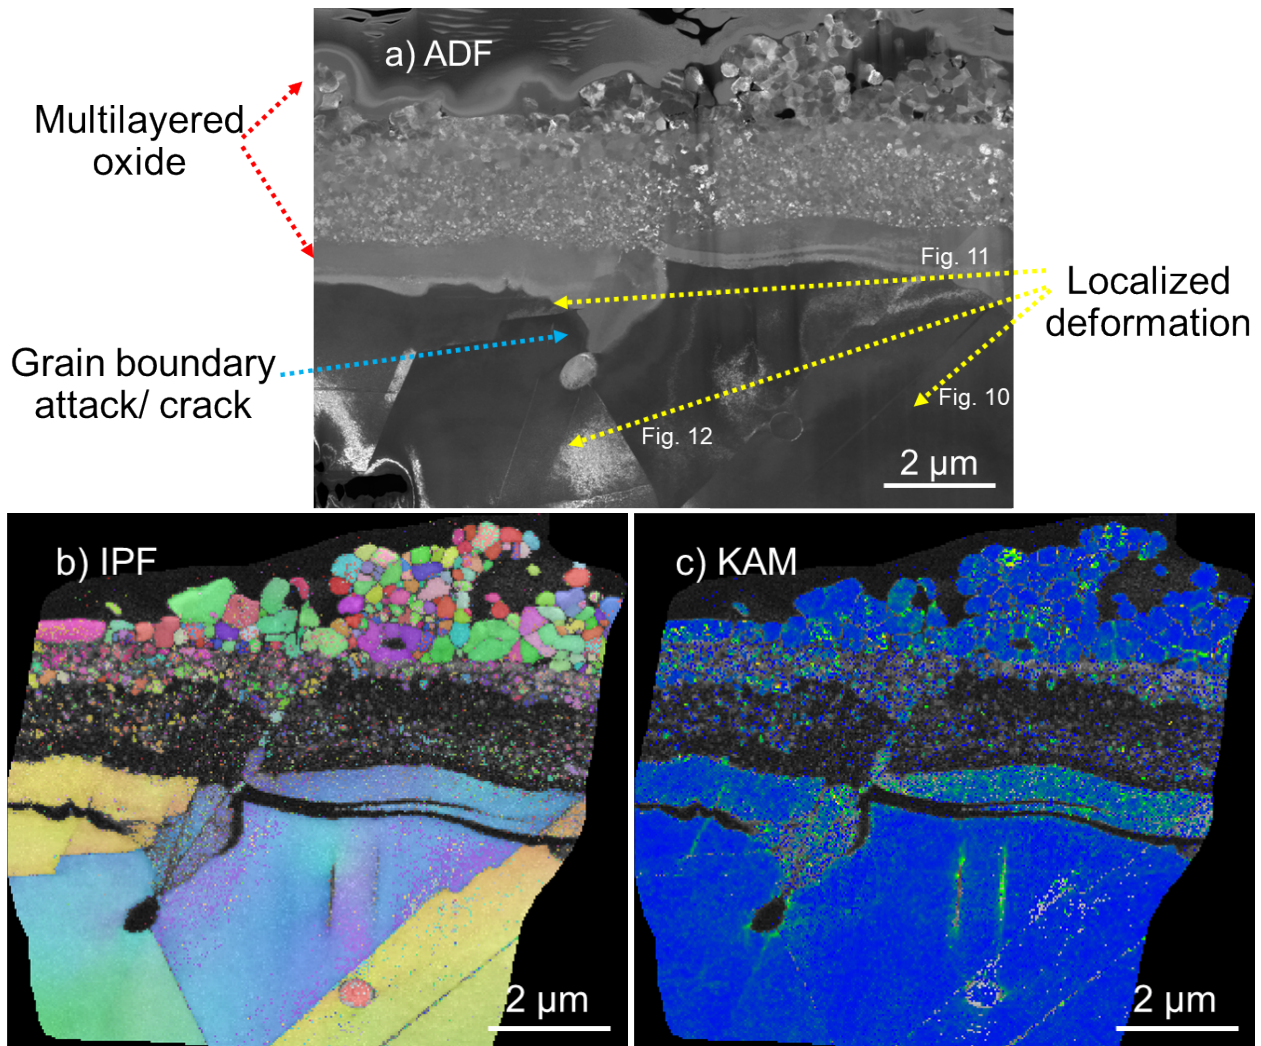 a) ADF
Multilayered
oxide
Fig. 11
Localized
deformation
Grain boundary
attack/ crack
Fig. 10
Fig. 12
2 µm
b) IPF
c) KAM
2 µm
2 µm